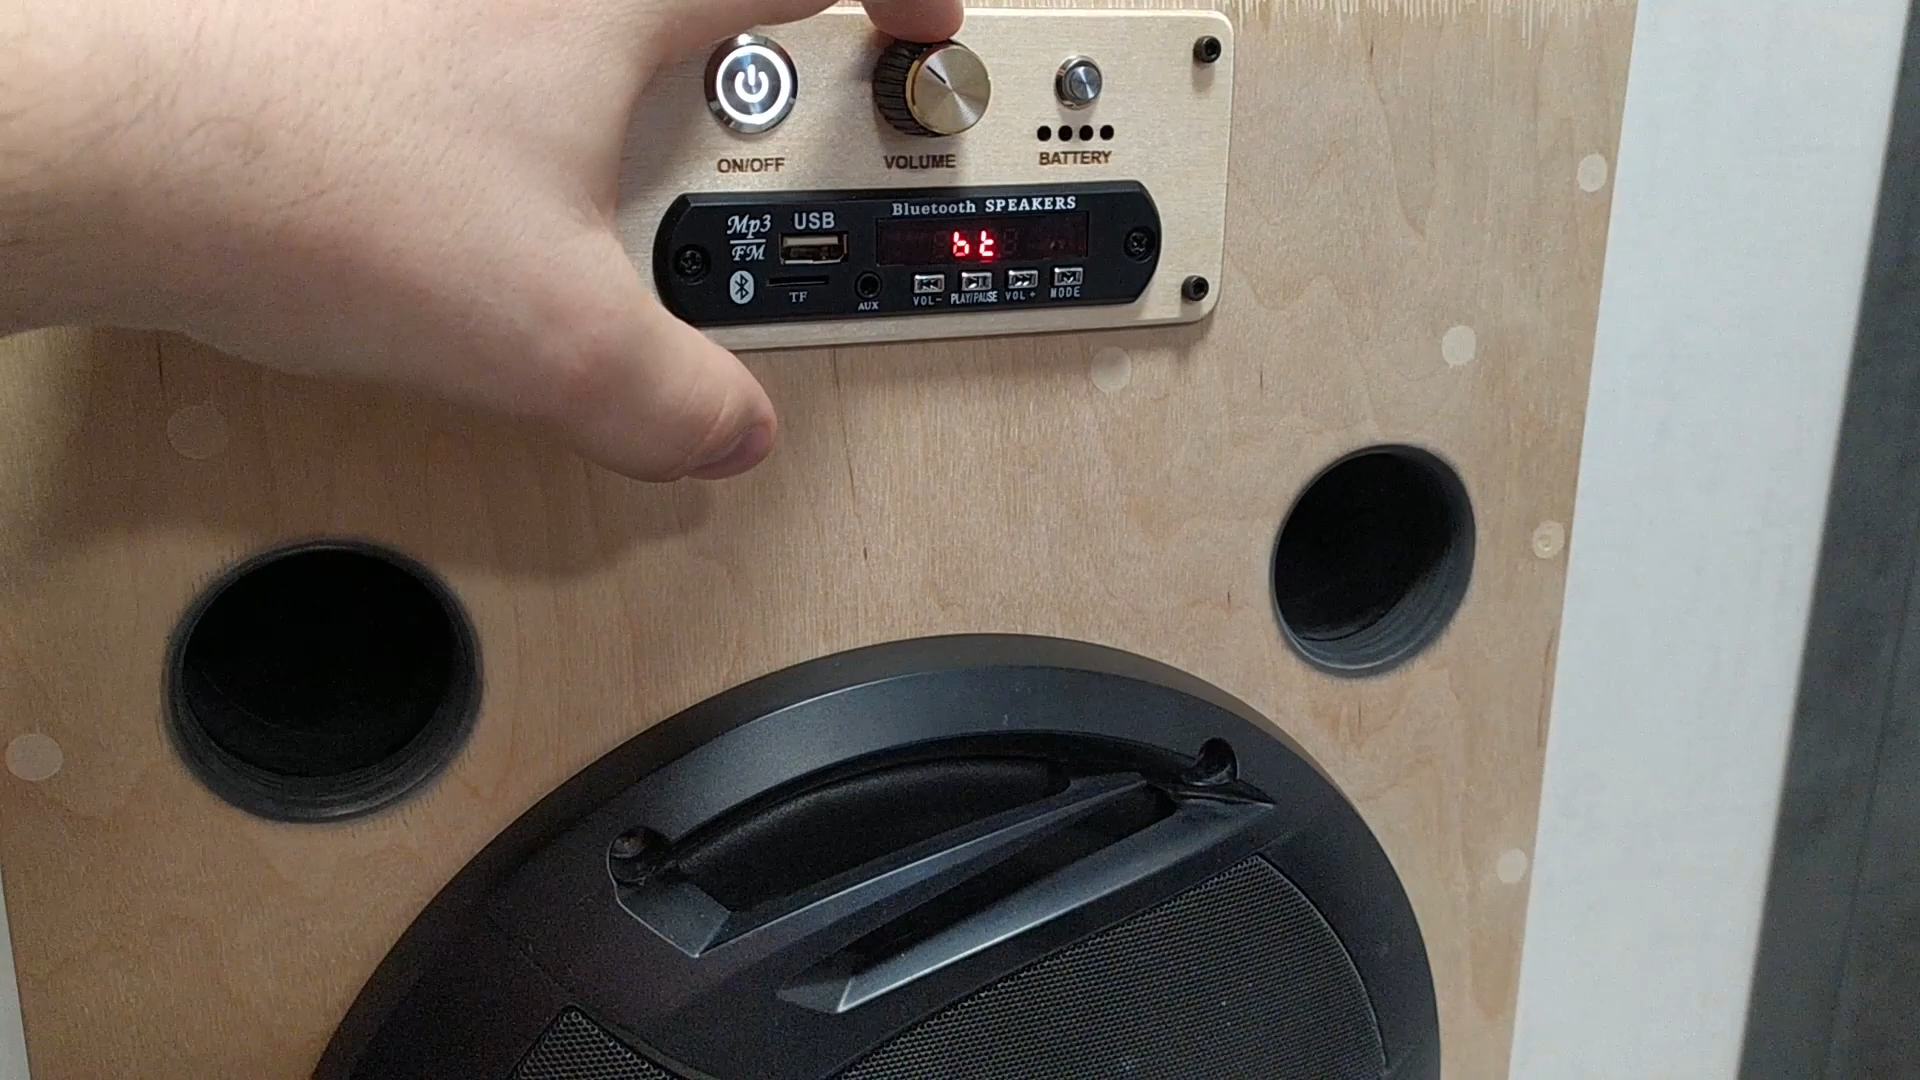 ON/OFF
VOLUME
BATTERY
Bluetooth SPEAKERS
Mp3
FM
USB
bt
TF
AUX
VOL-
PLAY/PAUSE
VOL+
MODE